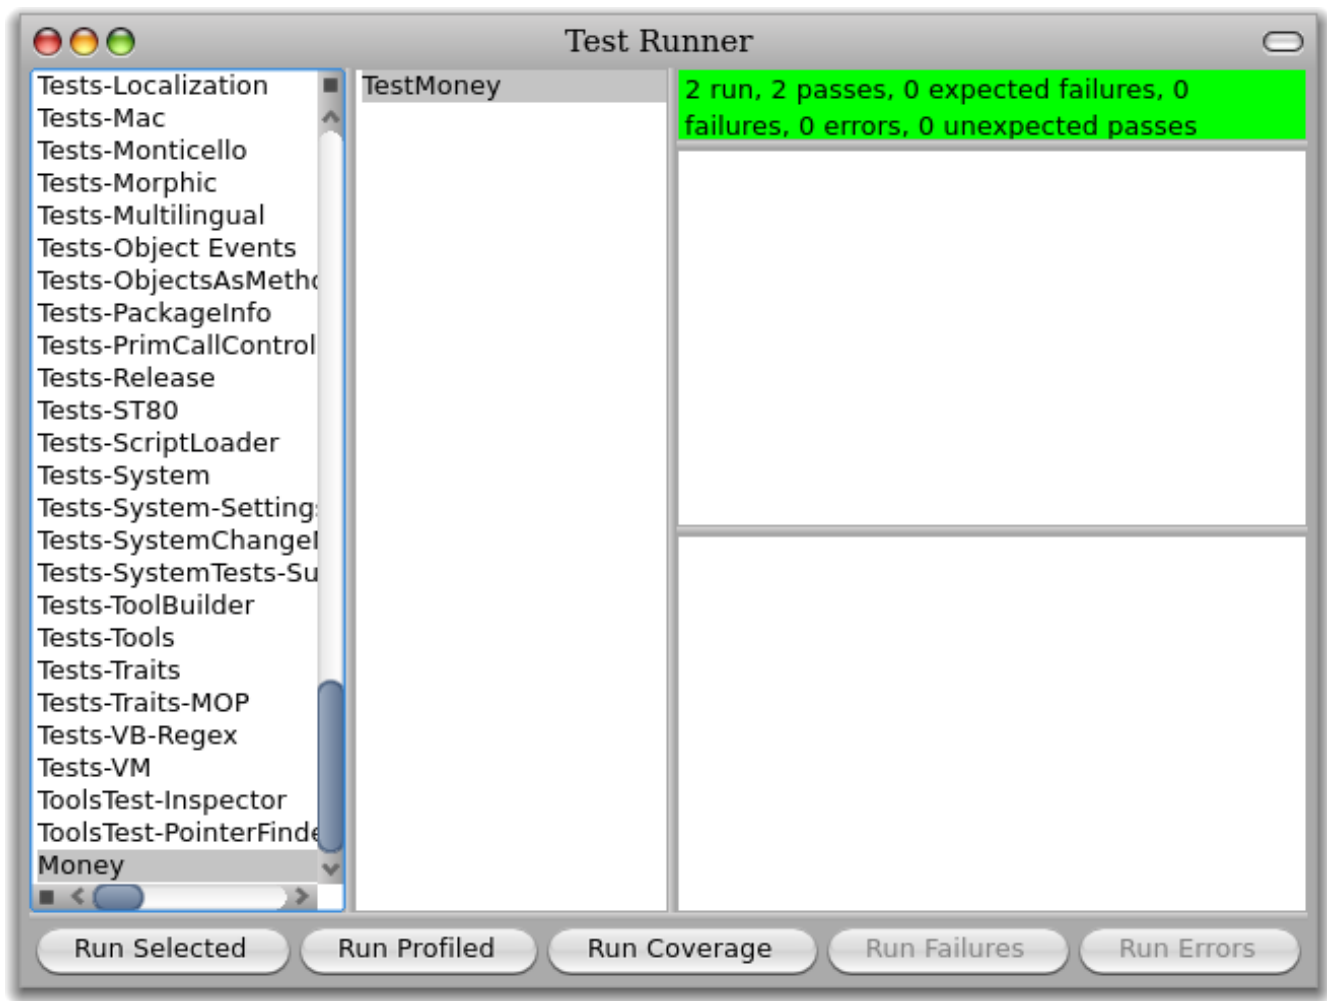 Test Runner
Tests-Localization
Tests-Mac
Tests-Monticello
Tests-Morphic
Tests-Multilingual
Tests-Object Events
Tests-ObjectsAsMetho
Tests-PackageInfo
Tests-PrimCallControl
Tests-Release
Tests-ST80
Tests-ScriptLoader
Tests-System
Tests-System-Settings
Tests-SystemChangeN
Tests-SystemTests-Su
Tests-ToolBuilder
Tests-Tools
Tests-Traits
Tests-Traits-MOP
Tests-VB-Regex
Tests-VM
ToolsTest-Inspector
ToolsTest-PointerFinde
Money
TestMoney
2 run, 2 passes, 0 expected failures, 0
failures, 0 errors, 0 unexpected passes
Run Selected
Run Profiled
Run Coverage
Run Failures
Run Errors